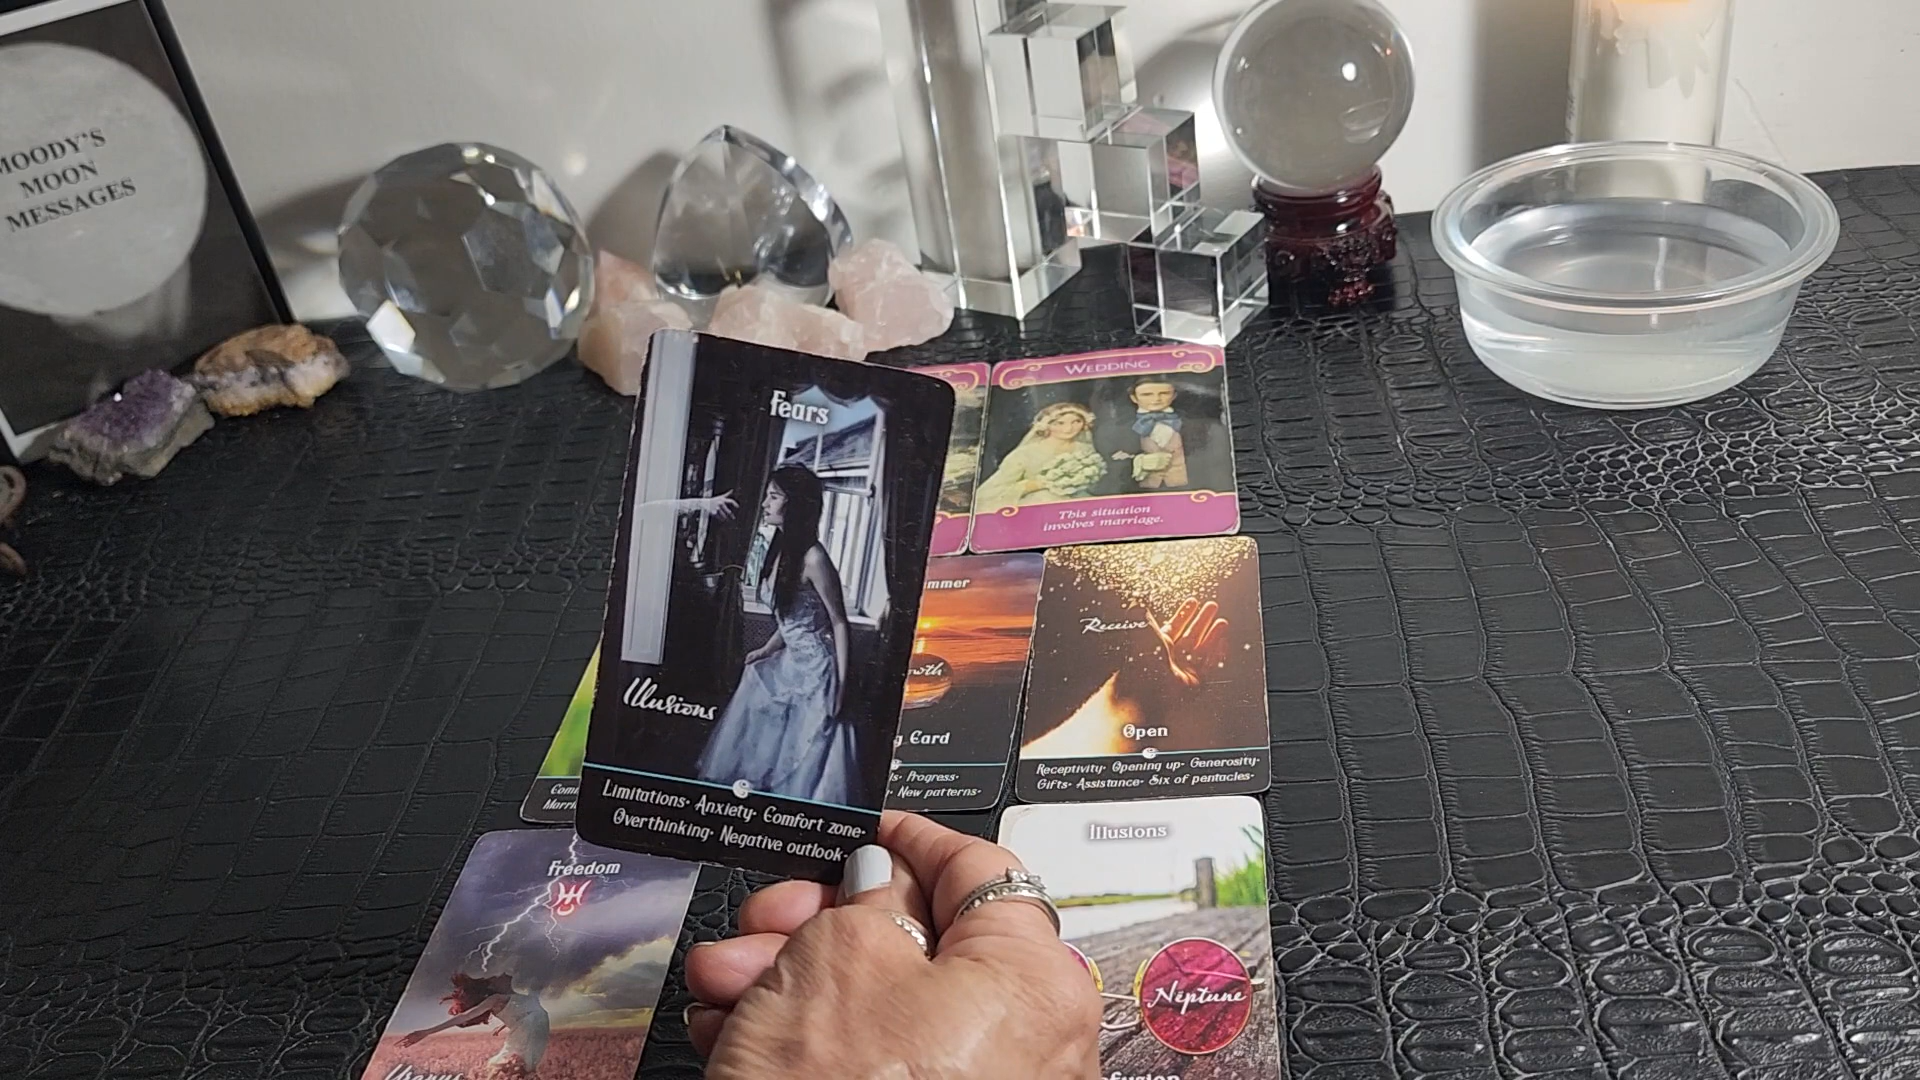 MOODY'S
MOON
MESSAGES
WEDDING
This situation
involves marriage.
Fears
Illusions
Limitations· Anxiety· Comfort zone·
Overthinking· Negative outlook·
Card
Progress·
New patterns·
Receive
Open
Receptivity· Opening up· Generosity·
Gifts· Assistance· Six of pentacles·
Freedom
Uranus
Illusions
Neptune